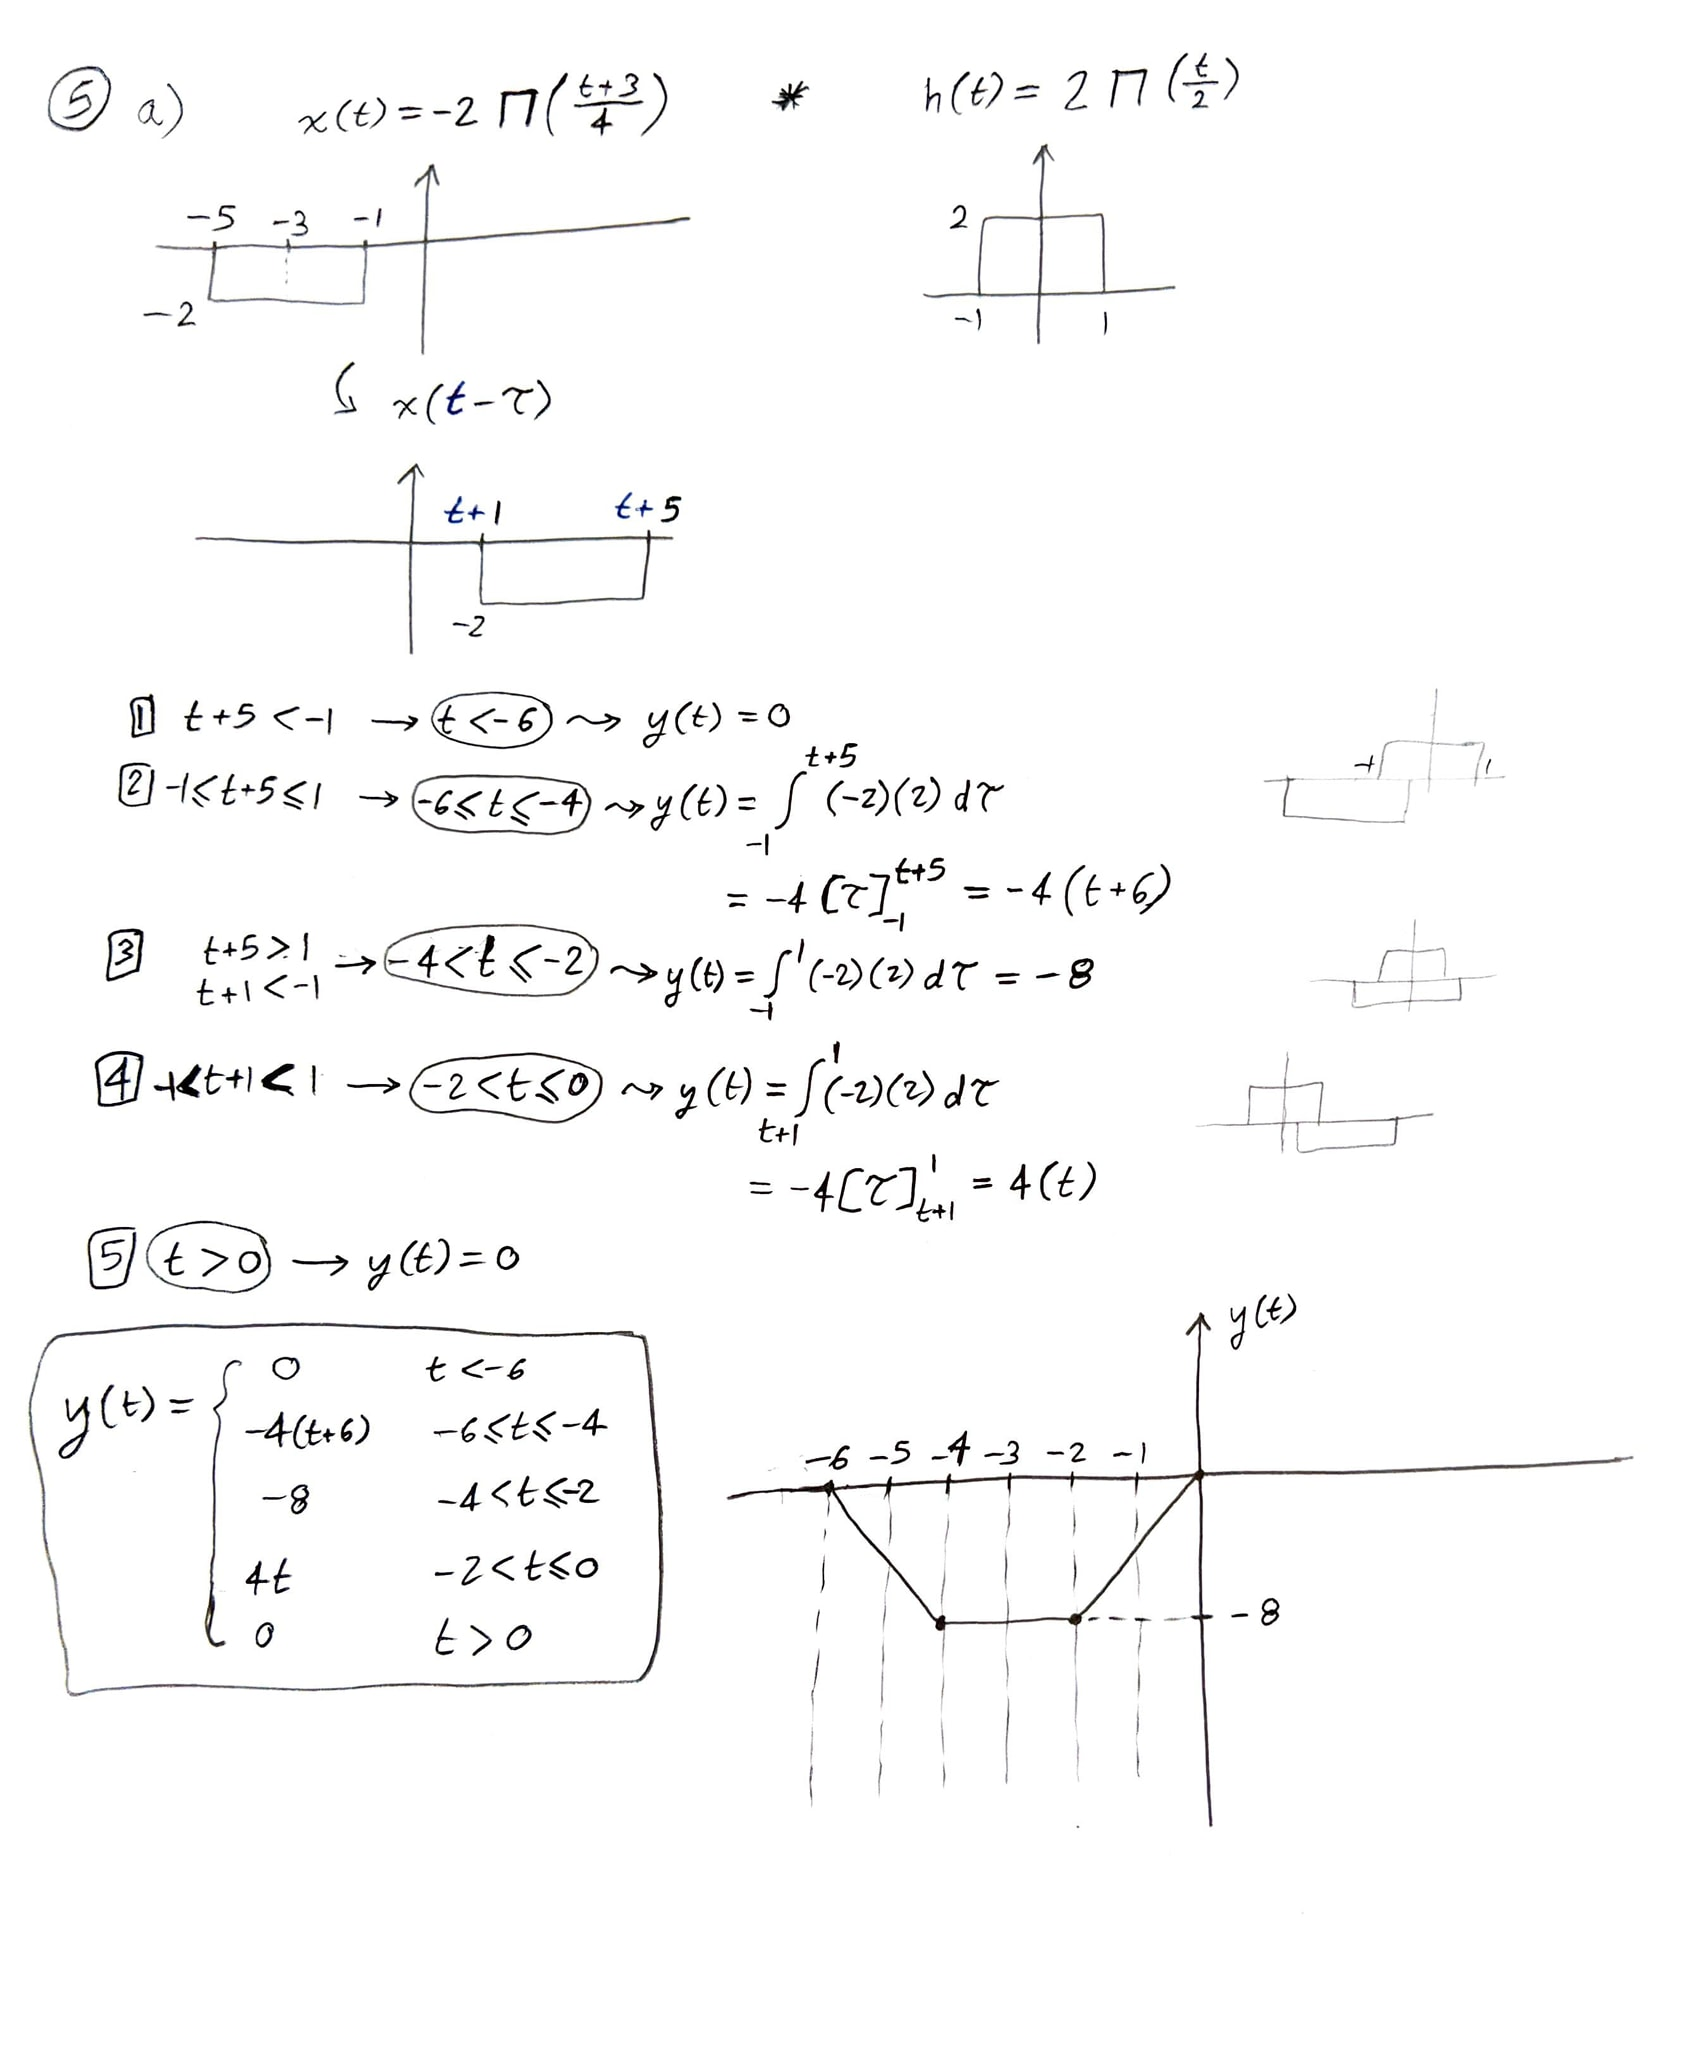 ⑤ a) x(t) = -2 Π(t+3/4) * h(t) = 2 Π(t/2)
-5 -3 -1
-2
2
-1 1
x(t-τ)
t+1 t+5
-2
1 t+5 < -1 → t < -6 ⇝ y(t) = 0
2 -1 ≤ t+5 ≤ 1 → -6 ≤ t ≤ -4 ⇝ y(t) = ∫_{-1}^{t+5} (-2)(2) dτ
-1 1
= -4 [τ]_{-1}^{t+5} = -4(t+6)
3 t+5 > 1
t+1 < -1 → -4 < t ≤ -2 ⇝ y(t) = ∫_{-1}^{1} (-2)(2) dτ = -8
4 -1 < t+1 < 1 → -2 < t ≤ 0 ⇝ y(t) = ∫_{t+1}^{1} (-2)(2) dτ
= -4 [τ]_{t+1}^{1} = 4(t)
5 t > 0 → y(t) = 0
y(t) = { 0 t < -6
-4(t+6) -6 ≤ t ≤ -4
-8 -4 < t ≤ -2
4t -2 < t ≤ 0
0 t > 0
y(t)
-6 -5 -4 -3 -2 -1
-8